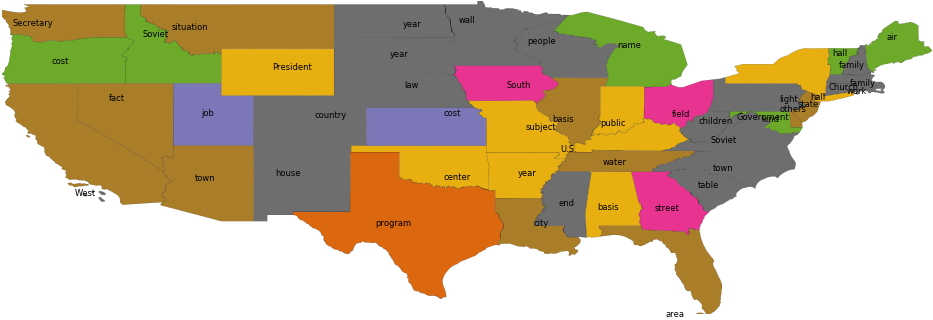 Secretary
Soviet
situation
year
wall
people
name
air
hall
cost
year
family
President
law
South
family
Church
work
fact
job
country
cost
subject
basis
public
field
light
hall
state
others
children
Government
Soviet
U.S.
town
house
center
year
water
town
table
West
end
basis
street
program
city
area